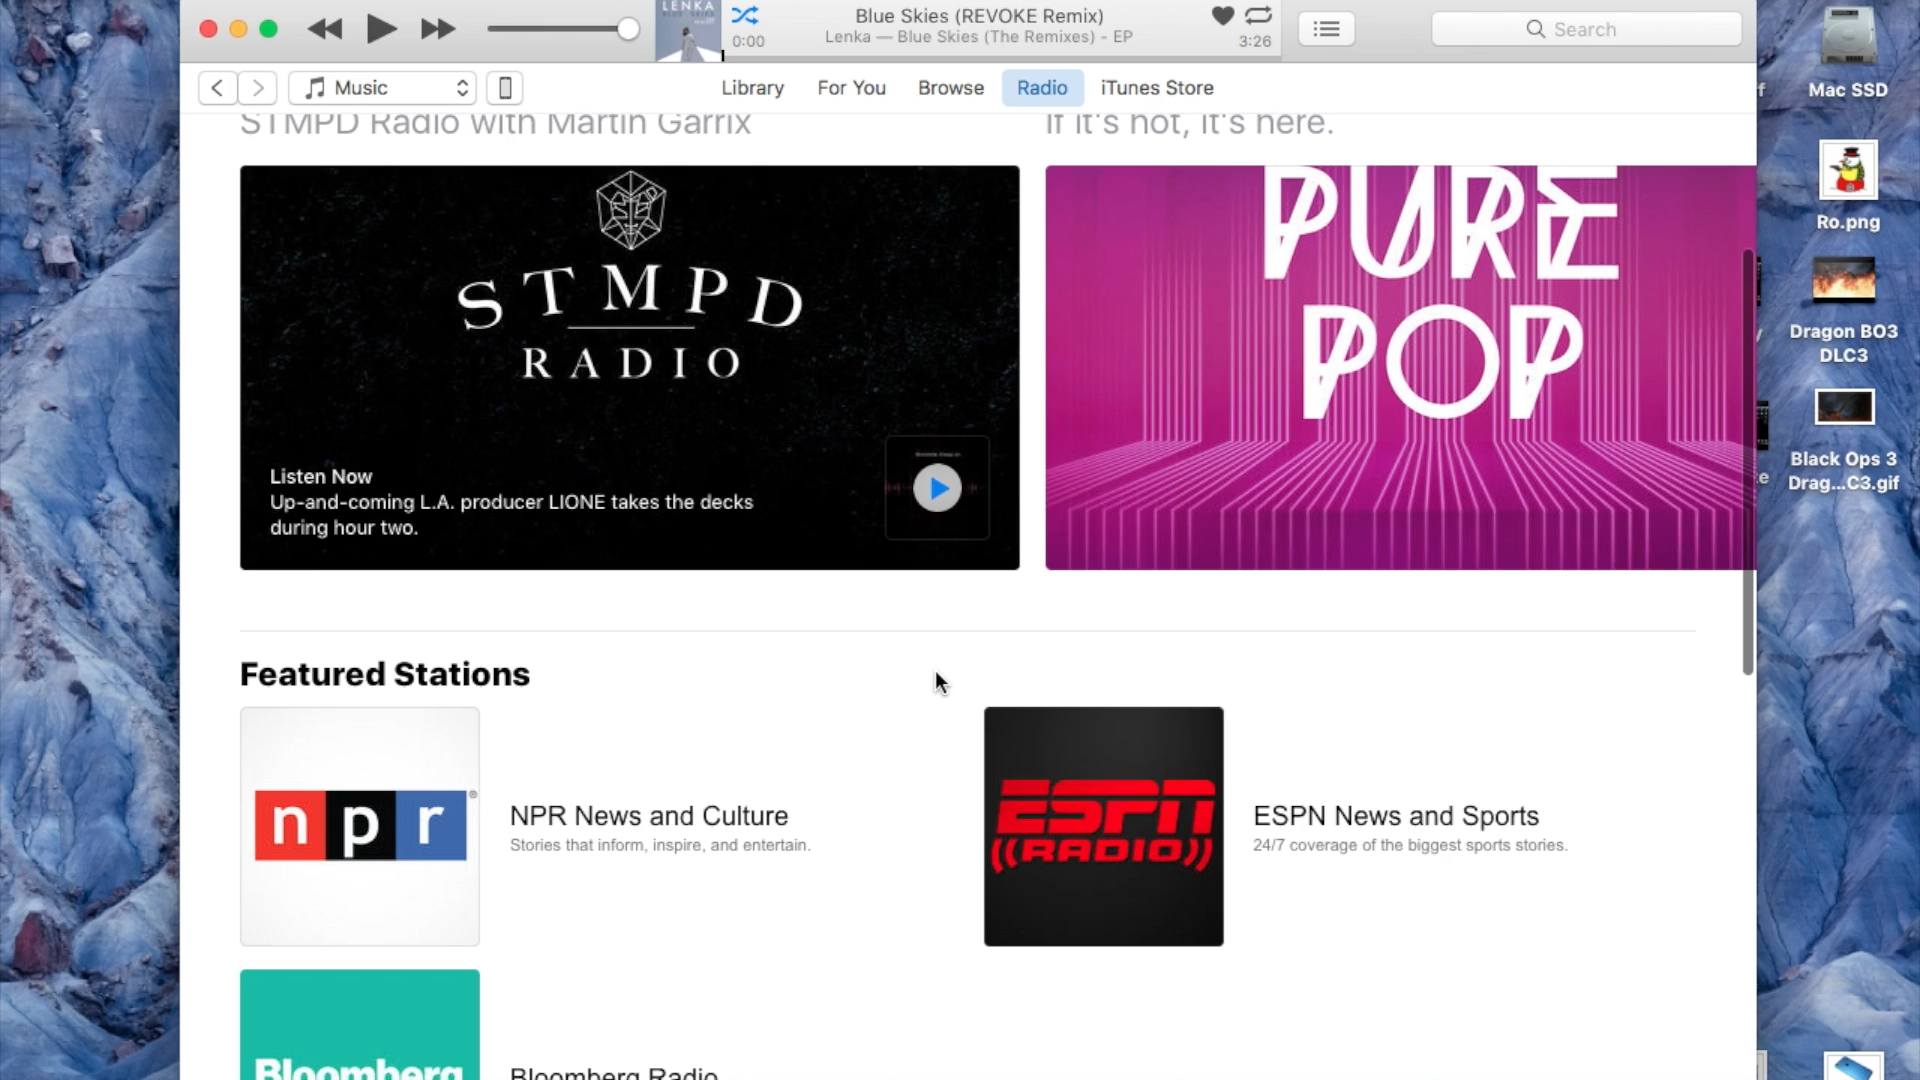 LENKA
BLUE SKIES
0:00
Blue Skies (REVOKE Remix)
Lenka — Blue Skies (The Remixes) - EP
3:26
Search
Mac SSD
Music
Library
For You
Browse
Radio
iTunes Store
STMPD Radio with Martin Garrix
If it's not, it's here.
STMPD
RADIO
Listen Now
Up-and-coming L.A. producer LIONE takes the decks
during hour two.
PURE
POP
Ro.png
Dragon BO3
DLC3
Black Ops 3
Drag...C3.gif
Featured Stations
npr®
NPR News and Culture
Stories that inform, inspire, and entertain.
ESPN
((RADIO))
ESPN News and Sports
24/7 coverage of the biggest sports stories.
Bloomberg
Bloomberg Radio